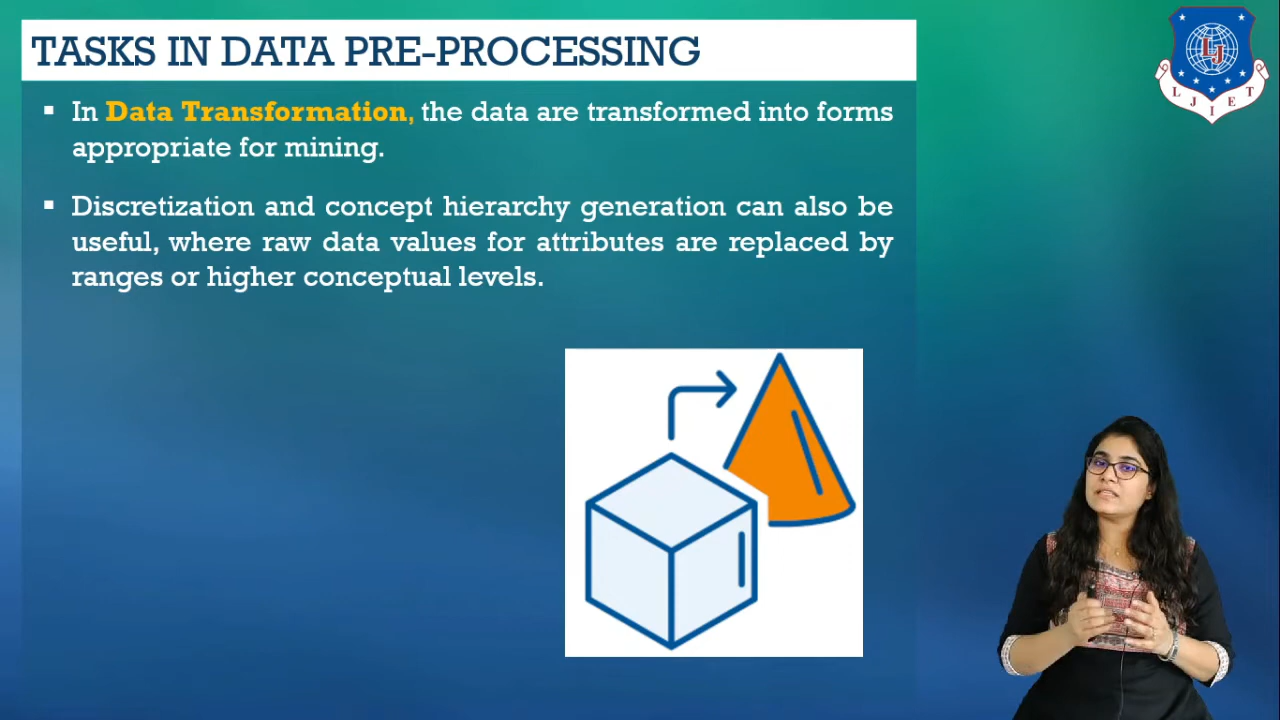 TASKS IN DATA PRE-PROCESSING
▪ In Data Transformation, the data are transformed into forms
appropriate for mining.
▪ Discretization and concept hierarchy generation can also be
useful, where raw data values for attributes are replaced by
ranges or higher conceptual levels.
LJ
L J I E T